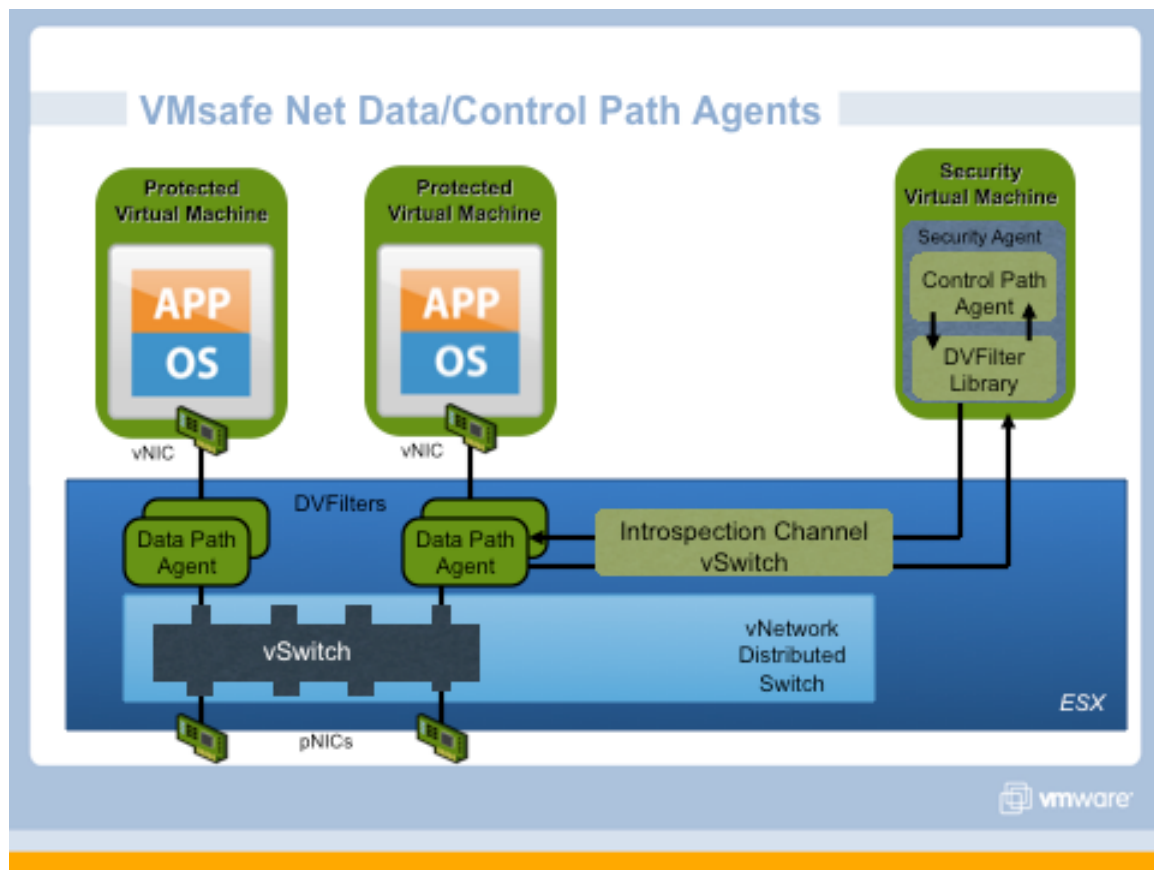 VMsafe Net Data/Control Path Agents
Protected
Virtual Machine
APP
OS
vNIC
Protected
Virtual Machine
APP
OS
vNIC
Security
Virtual Machine
Security Agent
Control Path
Agent
DVFilter
Library
DVFilters
Data Path
Agent
Data Path
Agent
Introspection Channel
vSwitch
vSwitch
vNetwork
Distributed
Switch
ESX
pNICs
vmware